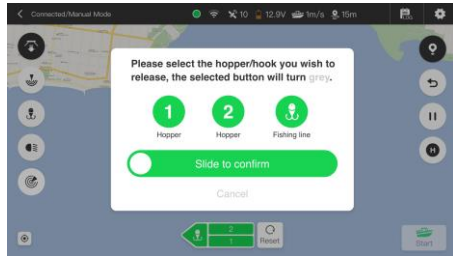 Connected/Manual Mode 10 12.9V 1m/s 15m
Please select the hopper/hook you wish to
release, the selected button will turn grey.
1 2
Hopper Hopper Fishing line
Slide to confirm
Cancel
H
2
1
Reset
Start